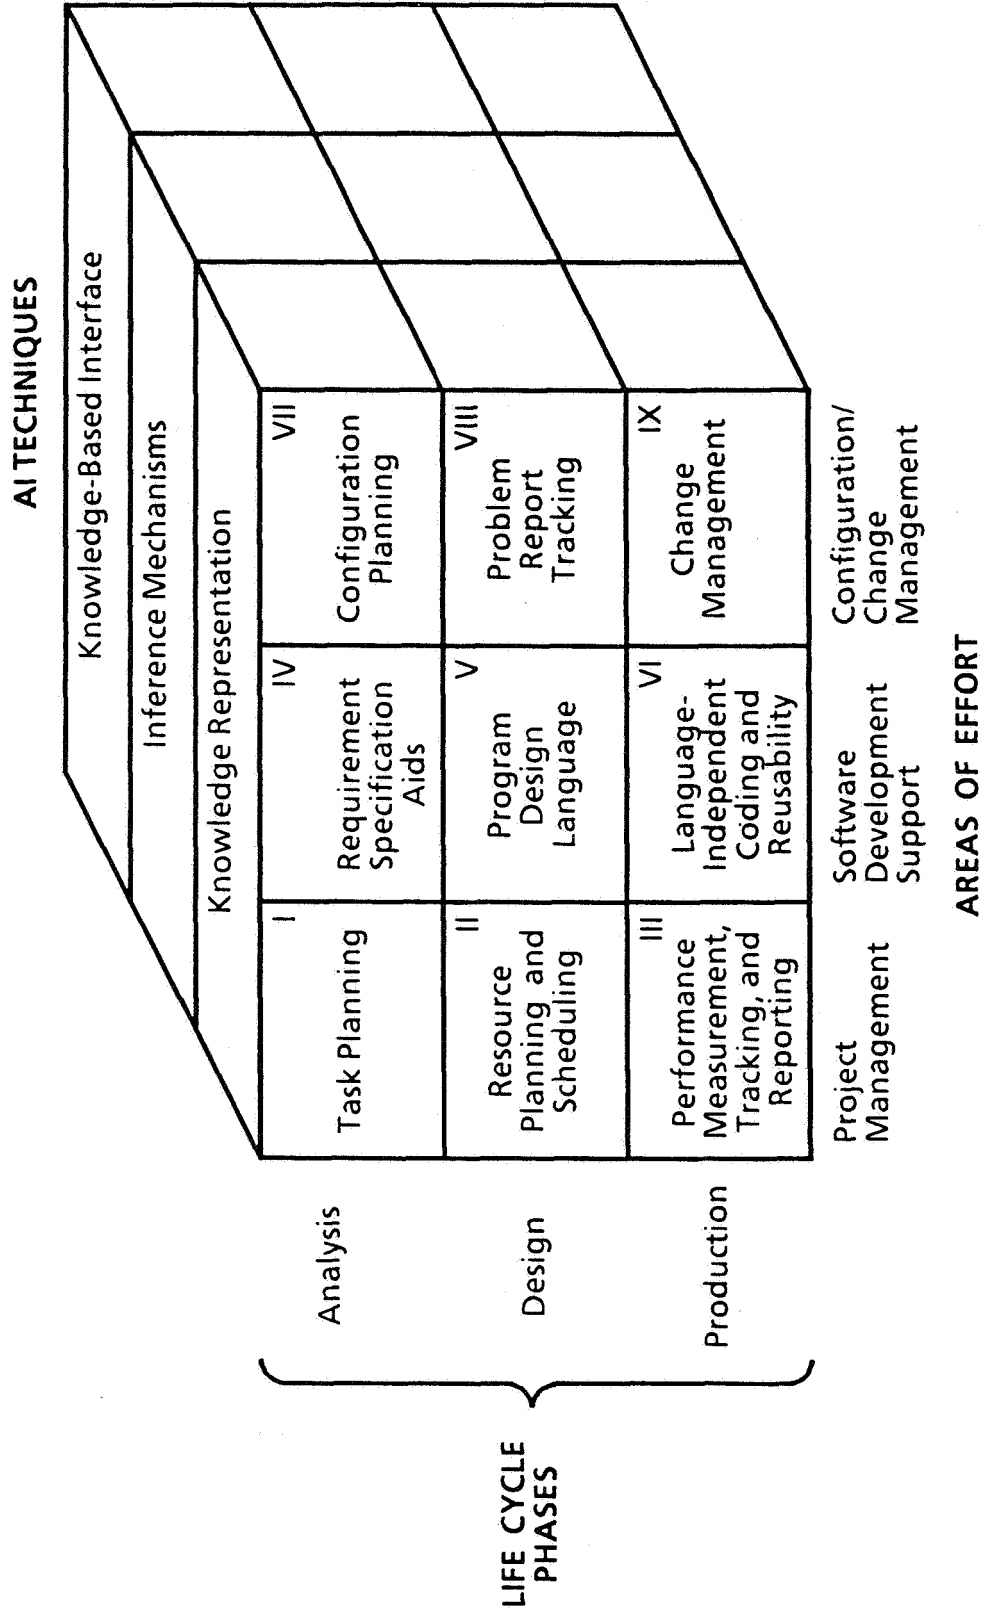 AI TECHNIQUES
Knowledge-Based Interface
Inference Mechanisms
Knowledge Representation
LIFE CYCLE
PHASES
Analysis
Design
Production
I
Task Planning
IV
Requirement
Specification
Aids
VII
Configuration
Planning
II
Resource
Planning and
Scheduling
V
Program
Design
Language
VIII
Problem
Report
Tracking
III
Performance
Measurement,
Tracking, and
Reporting
VI
Language-
Independent
Coding and
Reusability
IX
Change
Management
Project
Management
Software
Development
Support
Configuration/
Change
Management
AREAS OF EFFORT